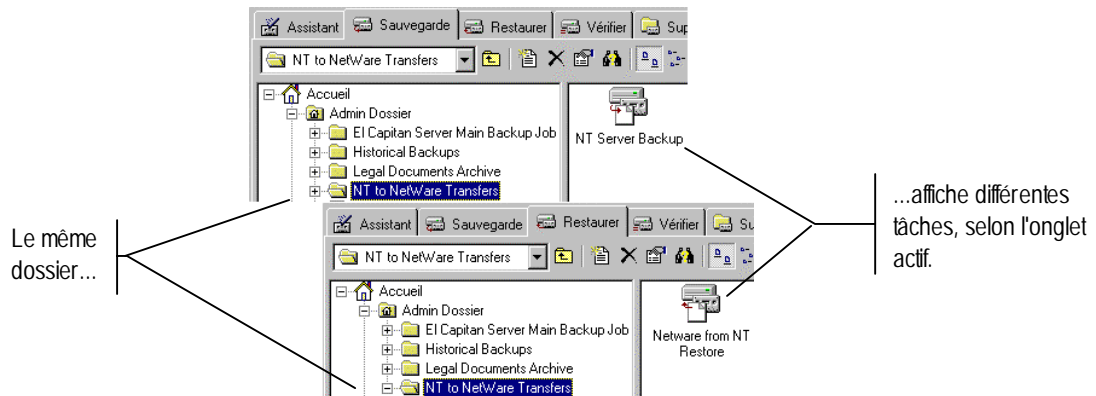 Assistant Sauvegarde Restaurer Vérifier
NT to NetWare Transfers
Accueil
Admin Dossier
El Capitan Server Main Backup Job
Historical Backups
Legal Documents Archive
NT to NetWare Transfers
NT Server Backup
Le même
dossier...
...affiche différentes
tâches, selon l'onglet
actif.
Assistant Sauvegarde Restaurer Vérifier
NT to NetWare Transfers
Accueil
Admin Dossier
El Capitan Server Main Backup Job
Historical Backups
Legal Documents Archive
NT to NetWare Transfers
Netware from NT
Restore